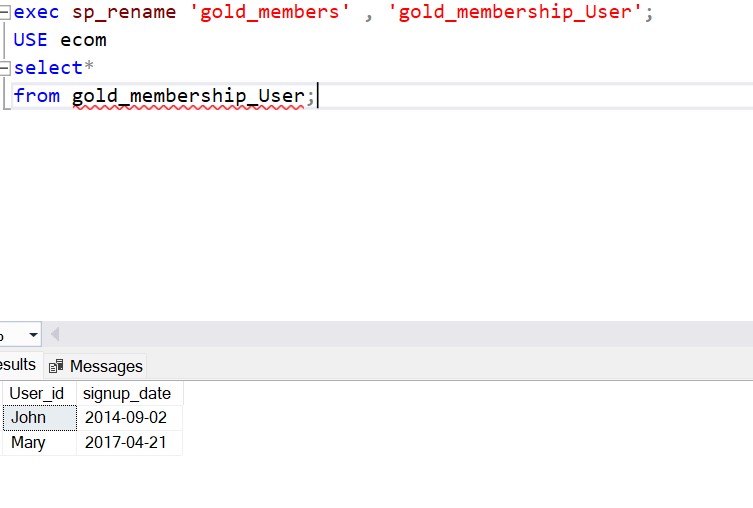 exec sp_rename 'gold_members' , 'gold_membership_User';
USE ecom
select*
from gold_membership_User;
esults Messages
User_id signup_date
John 2014-09-02
Mary 2017-04-21